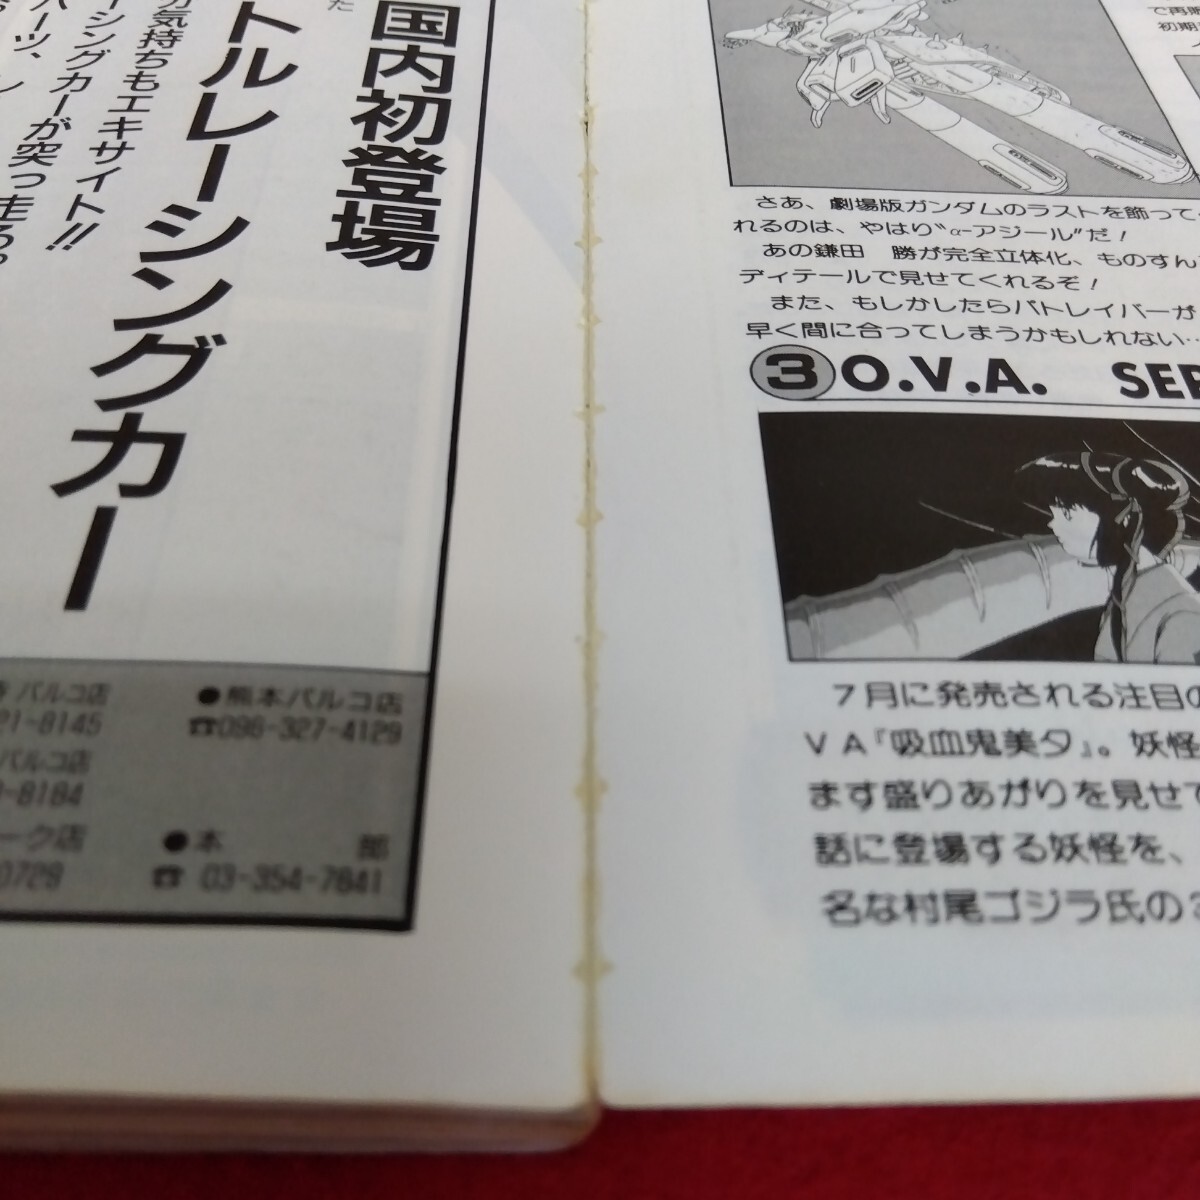 国内初登場
トルレーシングカー
気持ちもエキサイト!!
ーシングカーが突っ走る。
パルコ店
21-8145
パルコ店
-8184
ーク店
0729
●熊本パルコ店
☎096-327-4129
●本　部
☎ 03-354-7841
で再
初期
さあ、劇場版ガンダムのラストを飾って
れるのは、やはり“α-アジール”だ！
あの鎌田　勝が完全立体化、ものすん
ディテールで見せてくれるぞ！
また、もしかしたらパトレイバーが
早く間に合ってしまうかもしれない…
③O.V.A. SER
7月に発売される注目の
VA『吸血鬼美夕』。妖怪
ます盛りあがりを見せて
話に登場する妖怪を、
名な村尾ゴジラ氏の